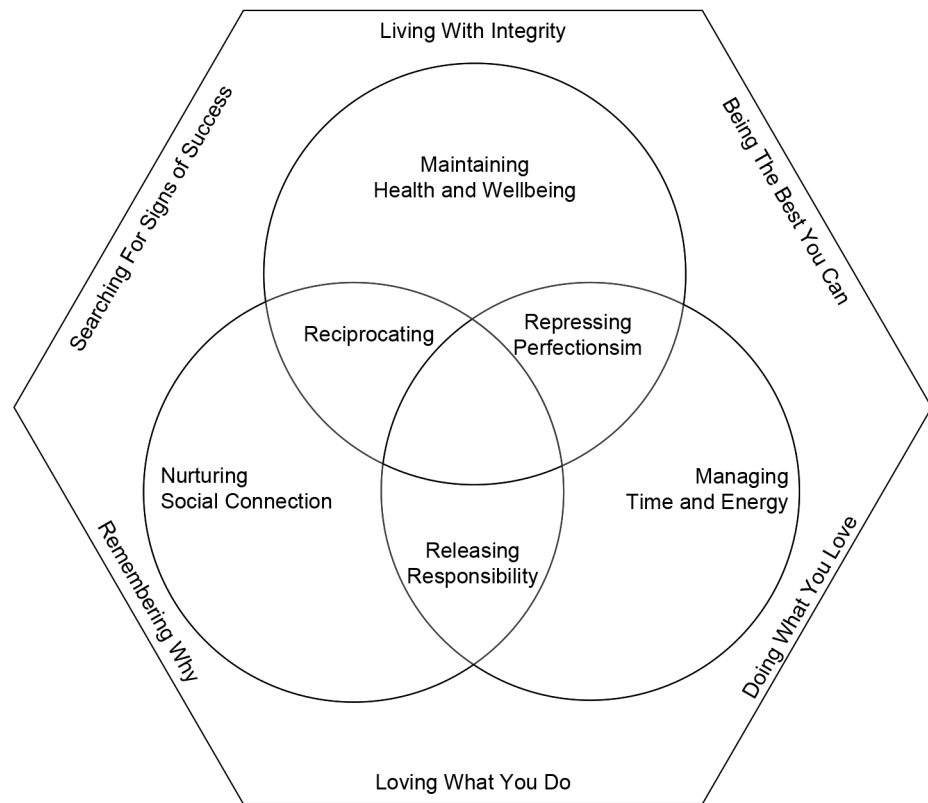 Living With Integrity
Searching For Signs of Success
Being The Best You Can
Maintaining
Health and Wellbeing
Reciprocating
Repressing
Perfectionsim
Nurturing
Social Connection
Managing
Time and Energy
Releasing
Responsibility
Remembering Why
Doing What You Love
Loving What You Do